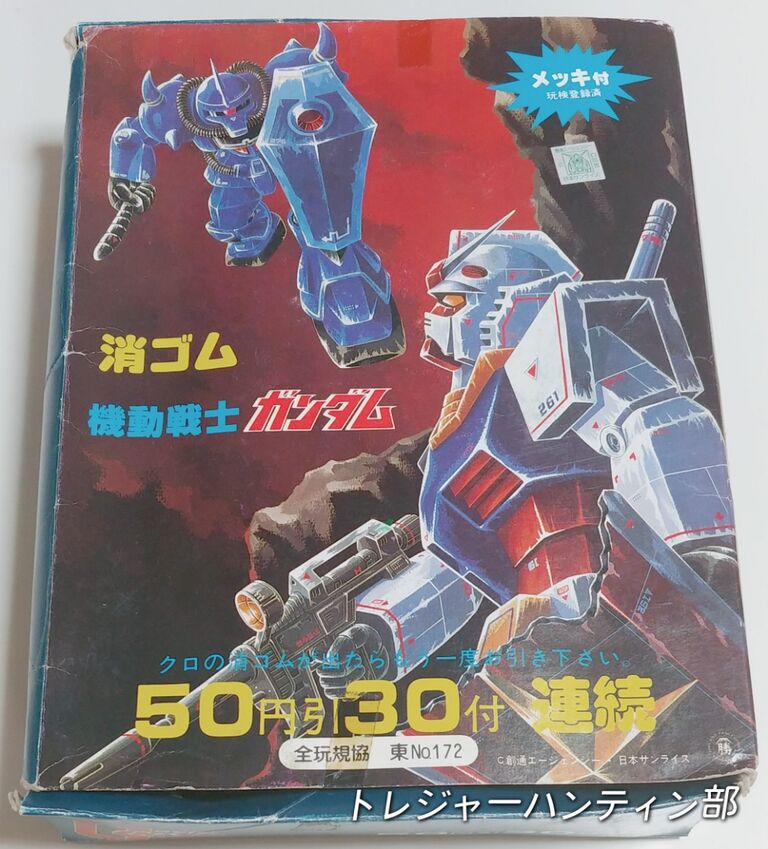 メッキ付
玩検登録済
消ゴム
機動戦士 ガンダム
261
クロの消ゴムが出たらもう一度お引き下さい。
50円引30付 連続
全玩規協 東No.172
C創通エージェンシー・日本サンライズ
勝
トレジャーハンティン部